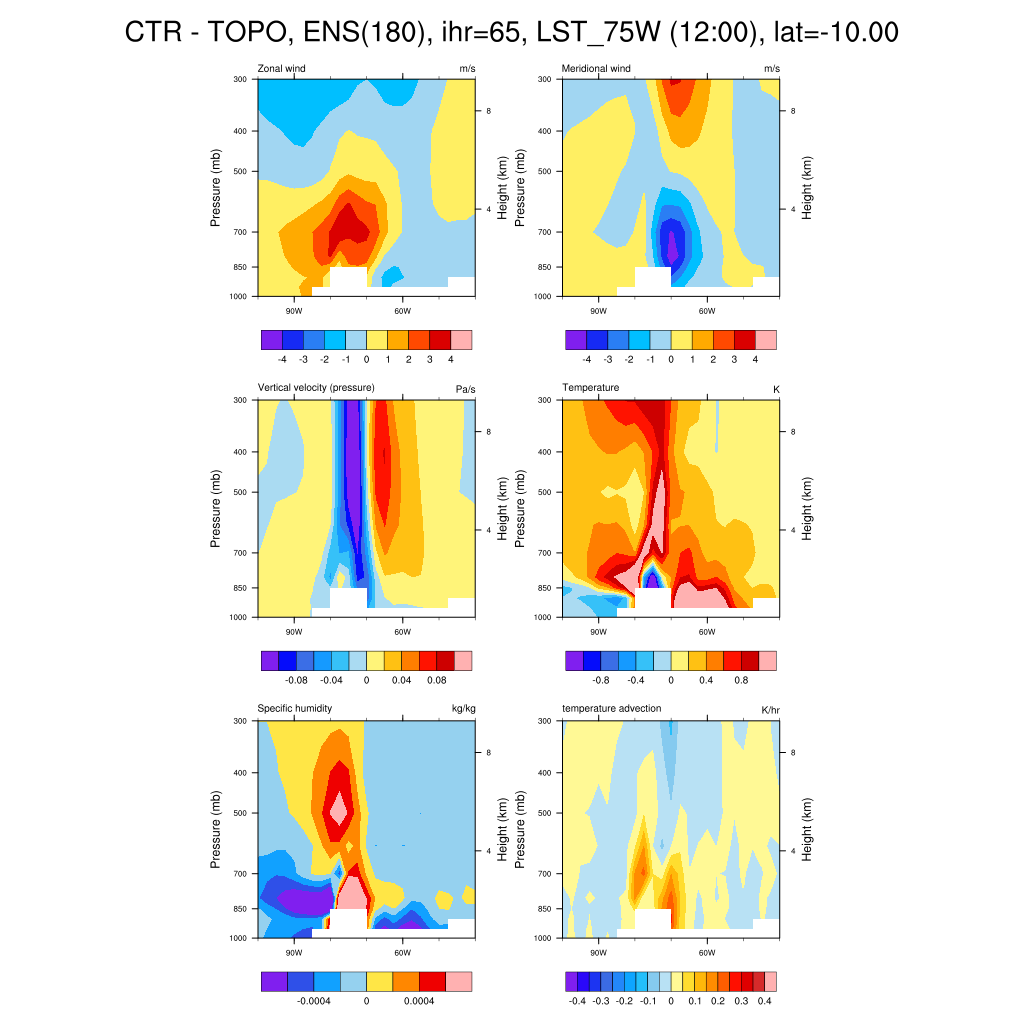 CTR - TOPO, ENS(180), ihr=65, LST_75W (12:00), lat=-10.00
Zonal wind m/s
Meridional wind m/s
300
400
500
700
850
1000
Pressure (mb)
8
4
Height (km)
90W 60W
-4 -3 -2 -1 0 1 2 3 4
300
400
500
700
850
1000
Pressure (mb)
8
4
Height (km)
90W 60W
-4 -3 -2 -1 0 1 2 3 4
Vertical velocity (pressure) Pa/s
Temperature K
300
400
500
700
850
1000
Pressure (mb)
8
4
Height (km)
90W 60W
-0.08 -0.04 0 0.04 0.08
300
400
500
700
850
1000
Pressure (mb)
8
4
Height (km)
90W 60W
-0.8 -0.4 0 0.4 0.8
Specific humidity kg/kg
temperature advection K/hr
300
400
500
700
850
1000
Pressure (mb)
8
4
Height (km)
90W 60W
-0.0004 0 0.0004
300
400
500
700
850
1000
Pressure (mb)
8
4
Height (km)
90W 60W
-0.4 -0.3 -0.2 -0.1 0 0.1 0.2 0.3 0.4